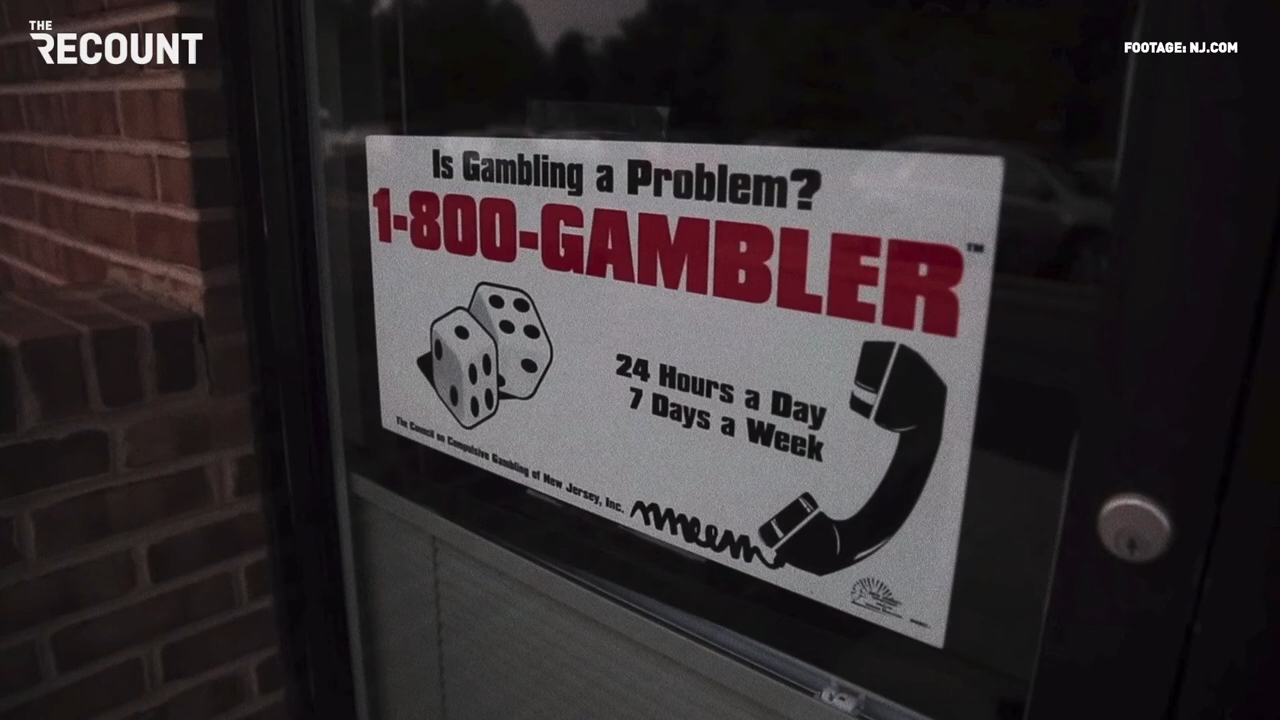 THE
RECOUNT
FOOTAGE: NJ.COM
Is Gambling a Problem?
1-800-GAMBLER™
24 Hours a Day
7 Days a Week
The Council on Compulsive Gambling of New Jersey, Inc.